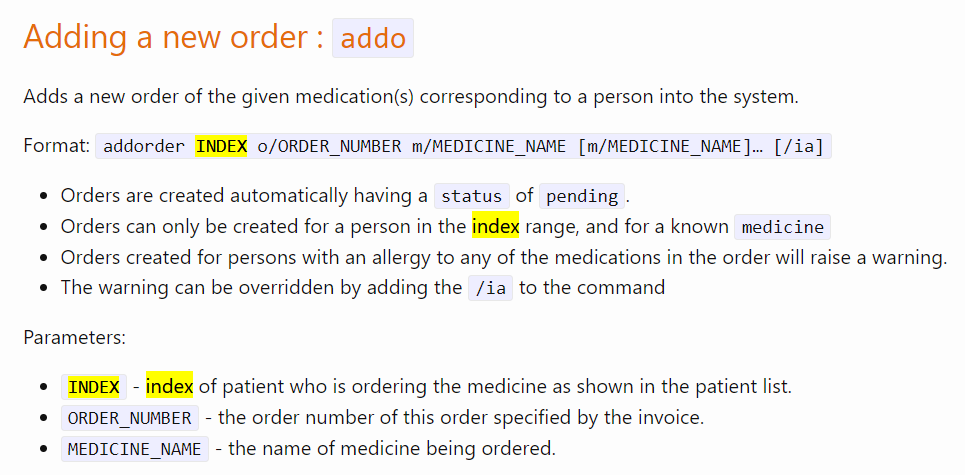 Adding a new order : addo
Adds a new order of the given medication(s) corresponding to a person into the system.
Format: addorder INDEX o/ORDER_NUMBER m/MEDICINE_NAME [m/MEDICINE_NAME]… [/ia]
• Orders are created automatically having a status of pending.
• Orders can only be created for a person in the index range, and for a known medicine
• Orders created for persons with an allergy to any of the medications in the order will raise a warning.
• The warning can be overridden by adding the /ia to the command
Parameters:
• INDEX - index of patient who is ordering the medicine as shown in the patient list.
• ORDER_NUMBER - the order number of this order specified by the invoice.
• MEDICINE_NAME - the name of medicine being ordered.